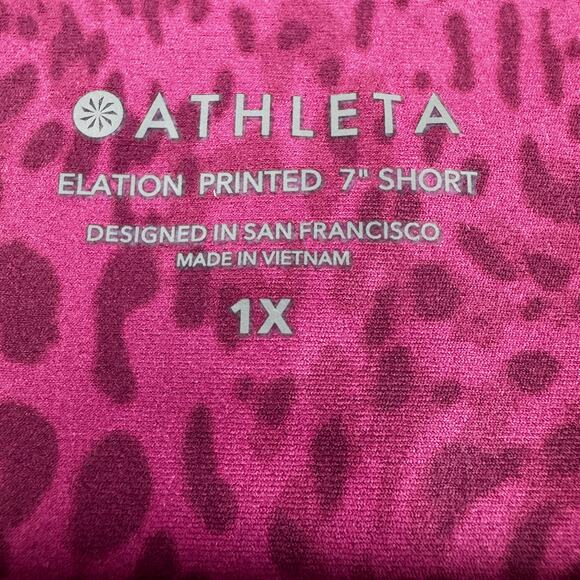 ATHLETA
ELATION PRINTED 7" SHORT
DESIGNED IN SAN FRANCISCO
MADE IN VIETNAM
1X